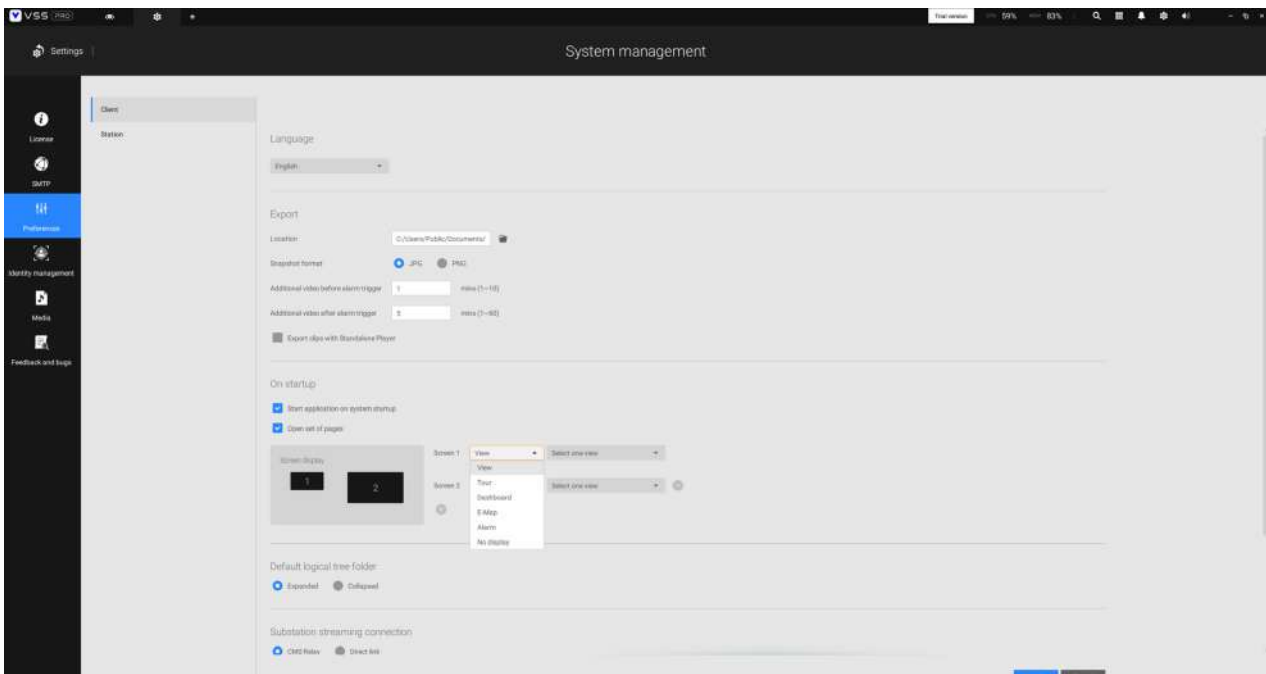 VSS PRO
Trial version
59%
83%
Settings
System management
License
SMTP
Preferences
Identity management
Media
Feedback and bugs
Client
Station
Language
English
Export
Location
C:/Users/Public/Documents/
Snapshot format
JPG
PNG
Additional video before alarm trigger
1
mins (1~10)
Additional video after alarm trigger
5
mins (1~60)
Export clips with Standalone Player
On startup
Start application on system startup
Open set of pages
Screen display
1
2
Screen 1
View
Select one view
Screen 2
Select one view
View
Tour
Dashboard
E-Map
Alarm
No display
Default logical tree folder
Expanded
Collapsed
Substation streaming connection
CMS Relay
Direct link